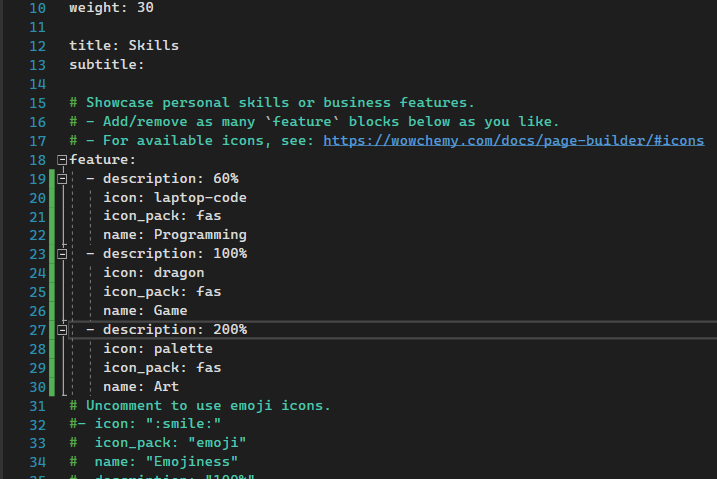 10 weight: 30
11
12 title: Skills
13 subtitle:
14
15 # Showcase personal skills or business features.
16 # - Add/remove as many `feature` blocks below as you like.
17 # - For available icons, see: https://wowchemy.com/docs/page-builder/#icons
18 feature:
19 - description: 60%
20 icon: laptop-code
21 icon_pack: fas
22 name: Programming
23 - description: 100%
24 icon: dragon
25 icon_pack: fas
26 name: Game
27 - description: 200%
28 icon: palette
29 icon_pack: fas
30 name: Art
31 # Uncomment to use emoji icons.
32 #- icon: ":smile:"
33 #  icon_pack: "emoji"
34 #  name: "Emojiness"
35 #  description: "100%"